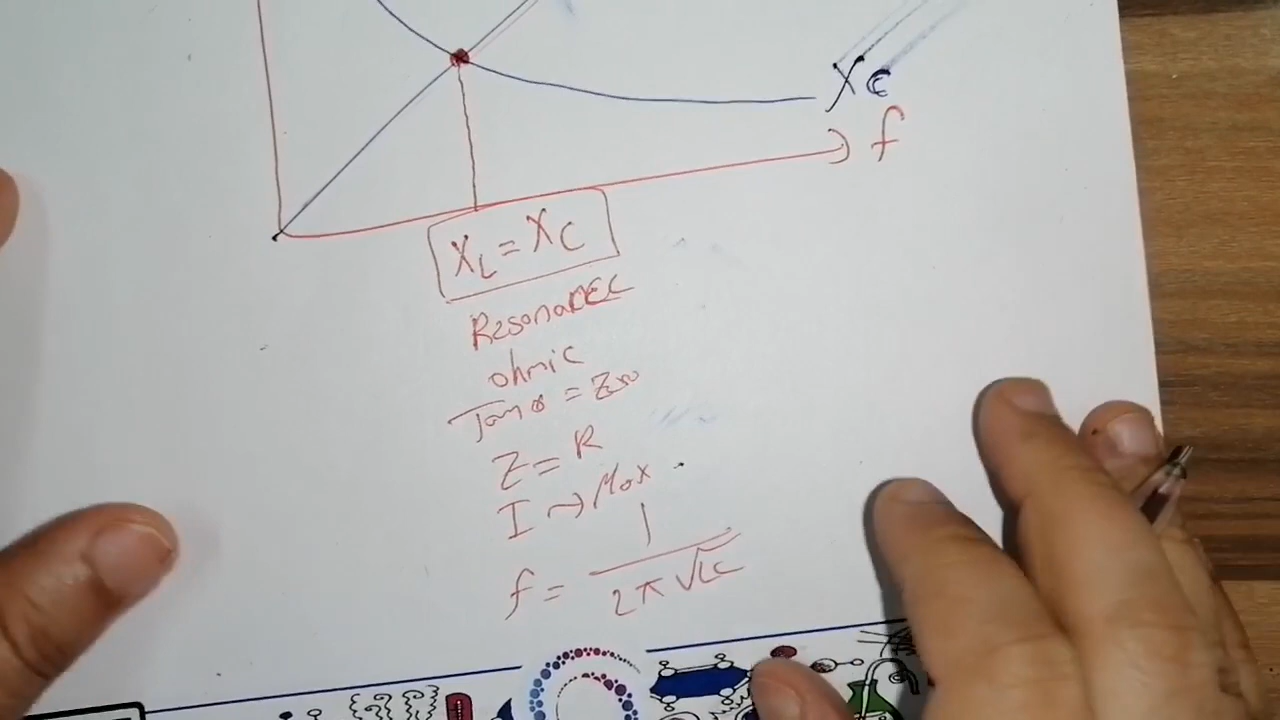 Xc
f
XL = XC
Resonance
ohmic
Tan θ = Zero
Z = R
I → Max
f = 1 / 2π √LC